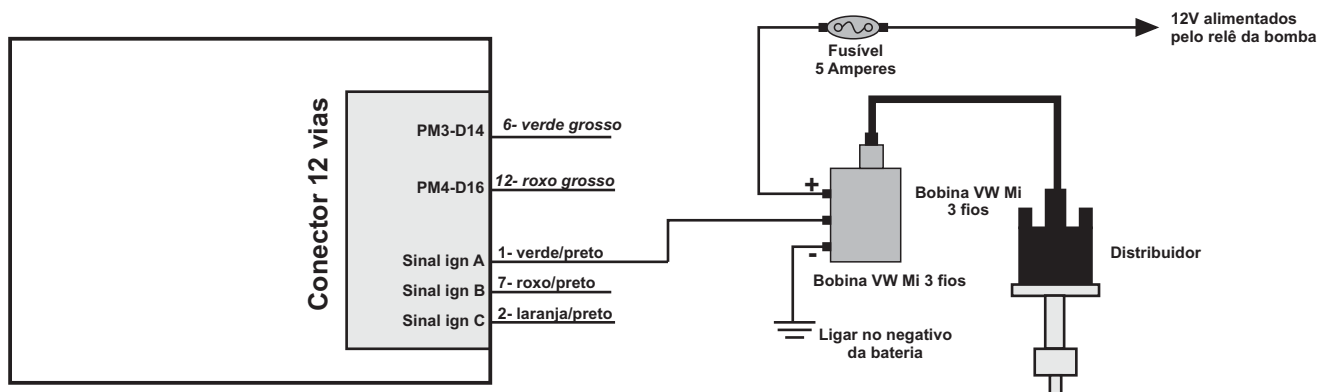 Conector 12 vias
PM3-D14
6- verde grosso
PM4-D16
12- roxo grosso
Sinal ign A
1- verde/preto
Sinal ign B
7- roxo/preto
Sinal ign C
2- laranja/preto
Fusível
5 Amperes
12V alimentados
pelo relê da bomba
+
-
Bobina VW Mi
3 fios
Bobina VW Mi 3 fios
Ligar no negativo
da bateria
Distribuidor